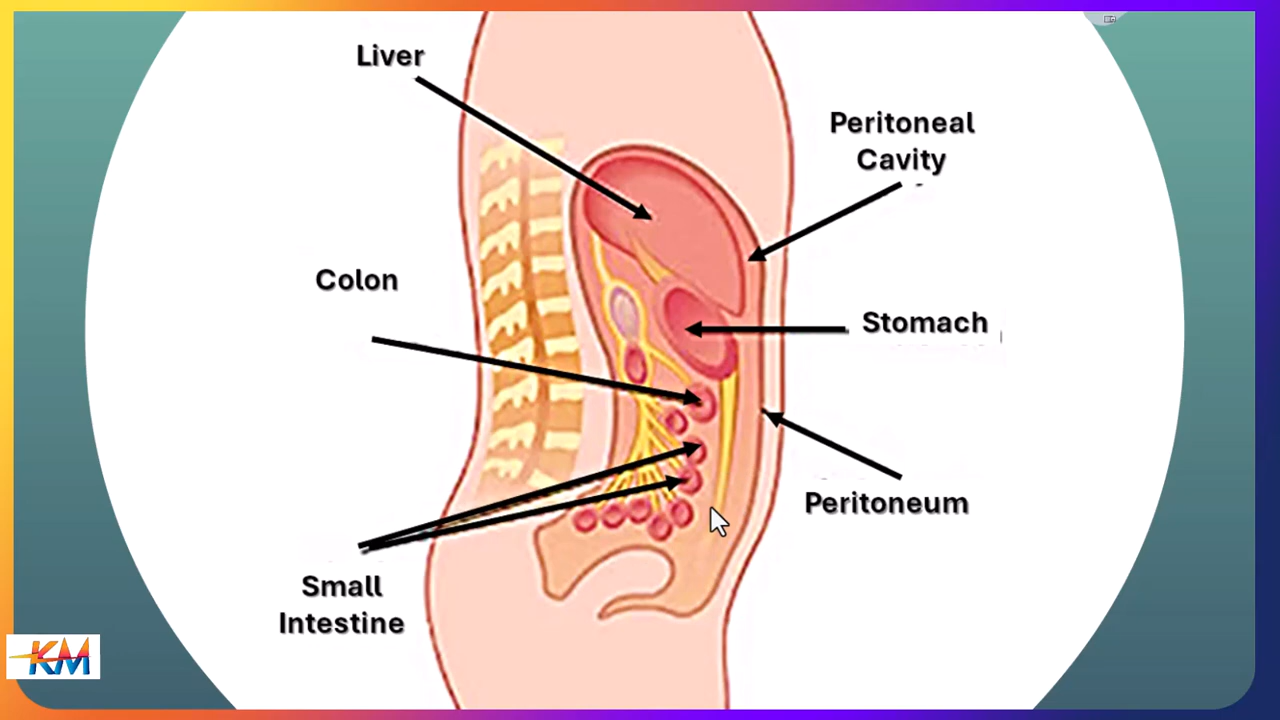 Liver
Peritoneal
Cavity
Colon
Stomach
Peritoneum
Small
Intestine
KM